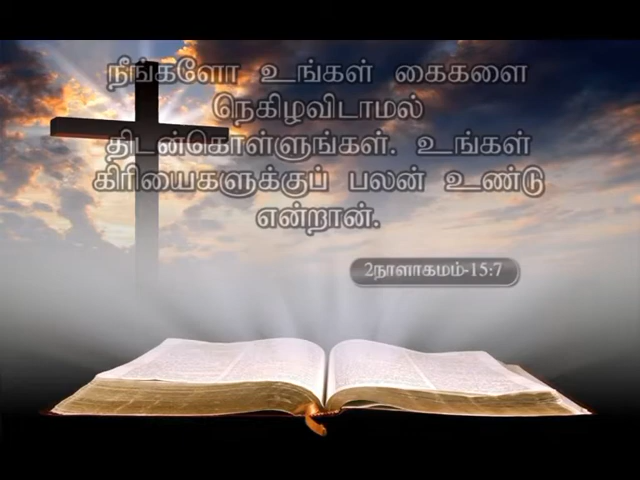 நீங்களோ உங்கள் கைகளை
நெகிழவிடாமல்
திடன்கொள்ளுங்கள். உங்கள்
கிரியைகளுக்குப் பலன் உண்டு
என்றான்.
2நாளாகமம்-15:7